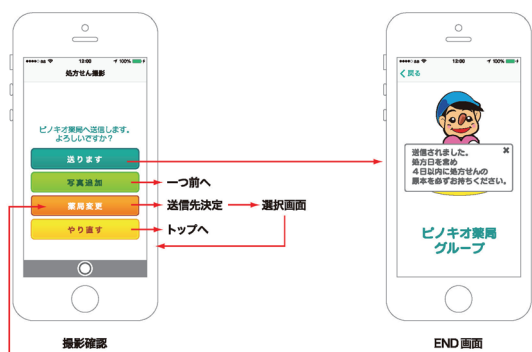 12:00
100%
処方せん撮影
ピノキオ薬局へ送信します。
よろしいですか？
送ります
写真追加
一つ前へ
薬局変更
送信先決定
選択画面
やり直す
トップへ
撮影確認
12:00
100%
戻る
送信されました。
処方日を含め
4日以内に処方せんの
原本を必ずお持ちください。
ピノキオ薬局
グループ
END 画面